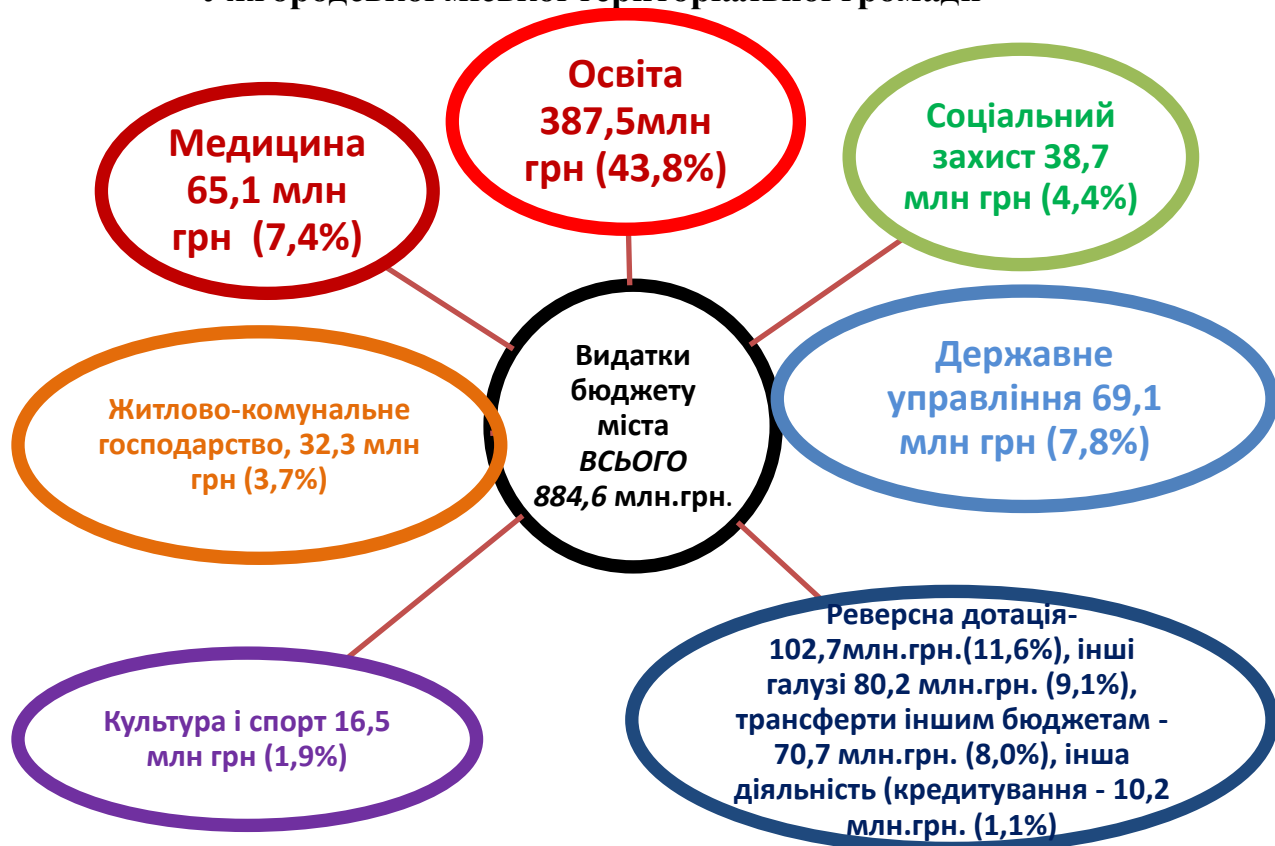 Освіта
387,5млн
грн (43,8%)
Медицина
65,1 млн
грн (7,4%)
Соціальний
захист 38,7
млн грн (4,4%)
Житлово-комунальне
господарство, 32,3 млн
грн (3,7%)
Видатки
бюджету
міста
ВСЬОГО
884,6 млн.грн.
Державне
управління 69,1
млн грн (7,8%)
Культура і спорт 16,5
млн грн (1,9%)
Реверсна дотація-
102,7млн.грн.(11,6%), інші
галузі 80,2 млн.грн. (9,1%),
трансферти іншим бюджетам -
70,7 млн.грн. (8,0%), інша
діяльність (кредитування - 10,2
млн.грн. (1,1%)